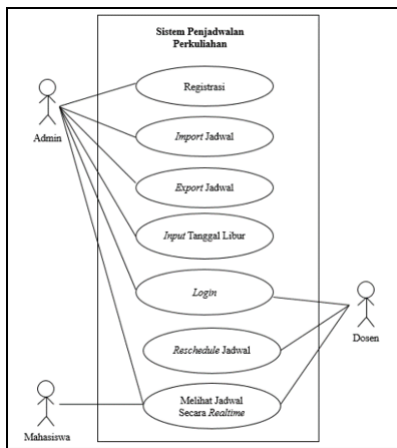 Sistem Penjadwalan
Perkuliahan
Registrasi
Admin
Import Jadwal
Export Jadwal
Input Tanggal Libur
Login
Dosen
Reschedule Jadwal
Melihat Jadwal
Secara Realtime
Mahasiswa